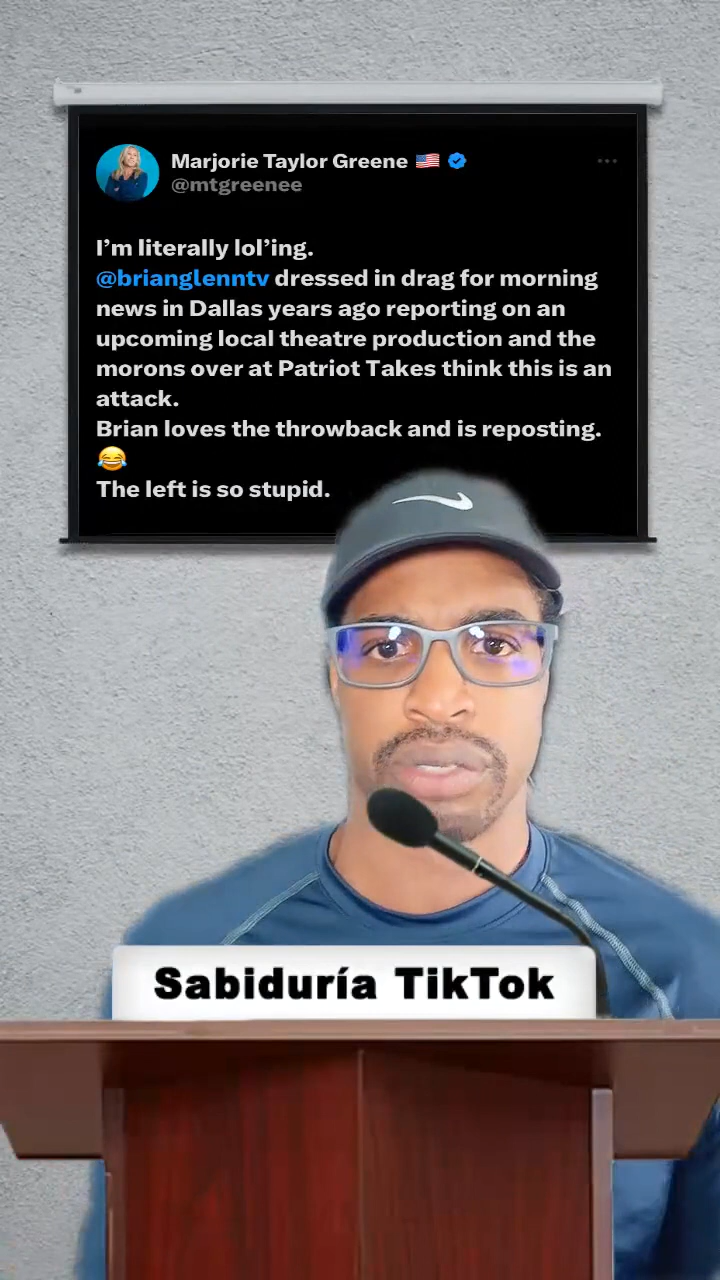 Marjorie Taylor Greene 🇺🇸
@mtgreenee
I’m literally lol’ing.
@brianglenntv dressed in drag for morning
news in Dallas years ago reporting on an
upcoming local theatre production and the
morons over at Patriot Takes think this is an
attack.
Brian loves the throwback and is reposting.
😂
The left is so stupid.
Sabiduría TikTok